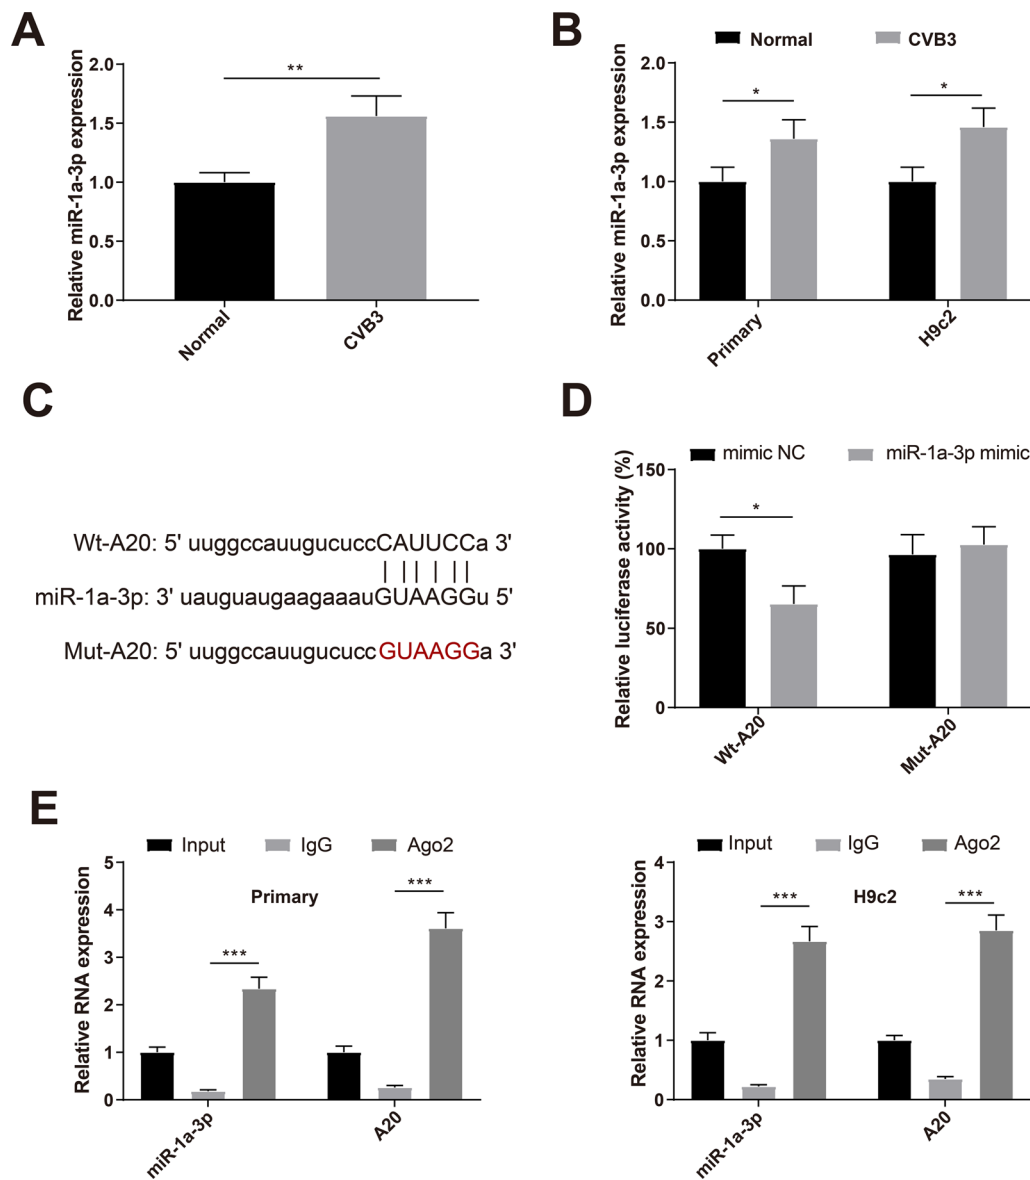 A
Relative miR-1a-3p expression
2.0
1.5
1.0
0.5
0.0
**
Normal
CVB3
B
Normal
CVB3
Relative miR-1a-3p expression
2.0
1.5
1.0
0.5
0.0
*
*
Primary
H9c2
C
Wt-A20: 5' uuggccauugucuccCAUUCCa 3'
miR-1a-3p: 3' uauguaugaagaaauGUAAGGu 5'
Mut-A20: 5' uuggccauugucuccGUAAGGa 3'
D
mimic NC
miR-1a-3p mimic
Relative luciferase activity (%)
150
100
50
0
*
Wt-A20
Mut-A20
E
Input
IgG
Ago2
Relative RNA expression
5
4
3
2
1
0
Primary
***
***
miR-1a-3p
A20
Input
IgG
Ago2
Relative RNA expression
4
3
2
1
0
H9c2
***
***
miR-1a-3p
A20